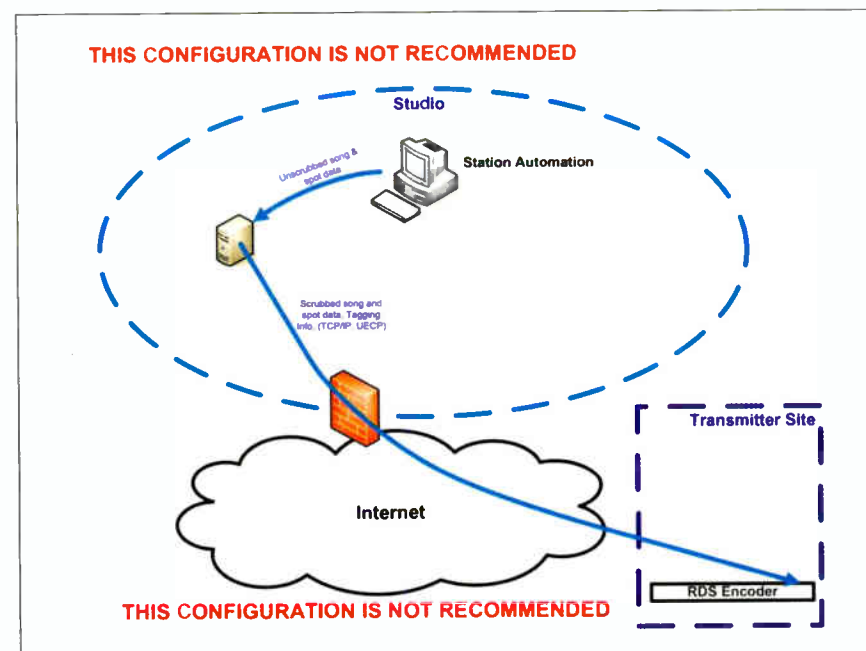 THIS CONFIGURATION IS NOT RECOMMENDED
Studio
Station Automation
Unscrubbed song &
spot data
Scrubbed song and
spot data, Tagging
Info, (TCP/IP, UECP)
Transmitter Site
Internet
RDS Encoder
THIS CONFIGURATION IS NOT RECOMMENDED